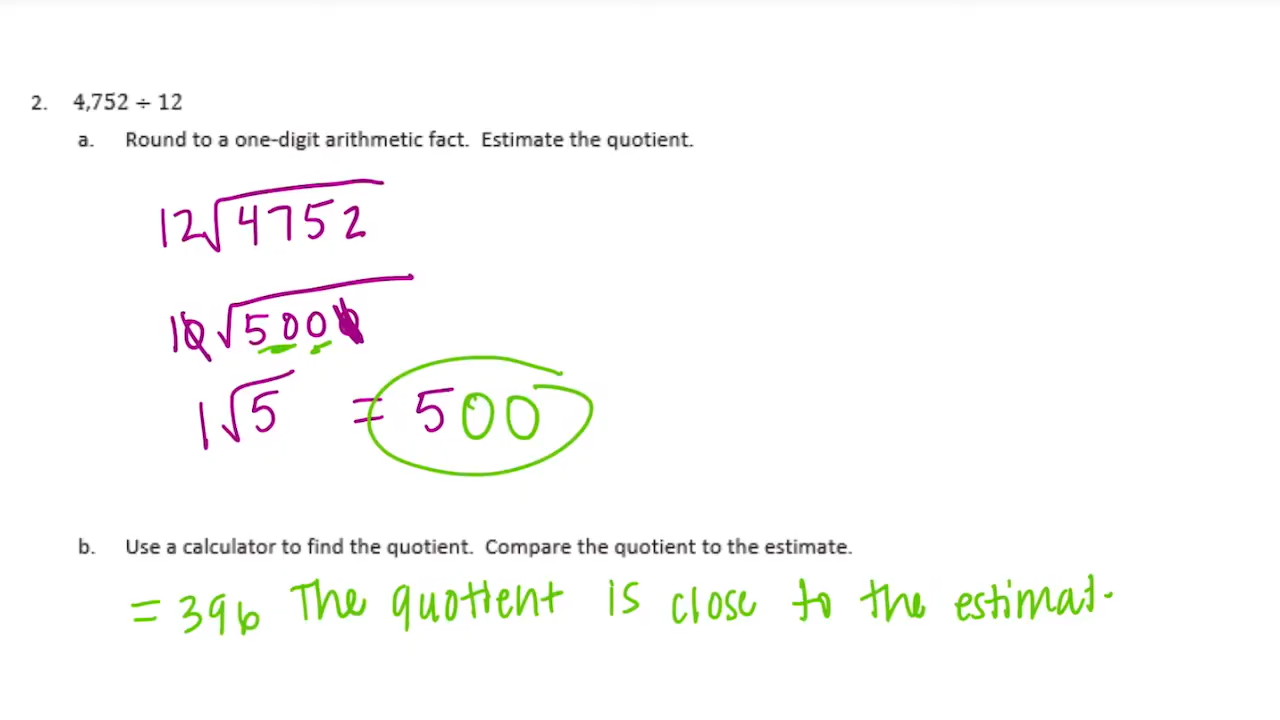 2. 4,752 ÷ 12
a. Round to a one-digit arithmetic fact. Estimate the quotient.
12√4752
10√5000
1√5 = 500
b. Use a calculator to find the quotient. Compare the quotient to the estimate.
= 396 The quotient is close to the estimat.